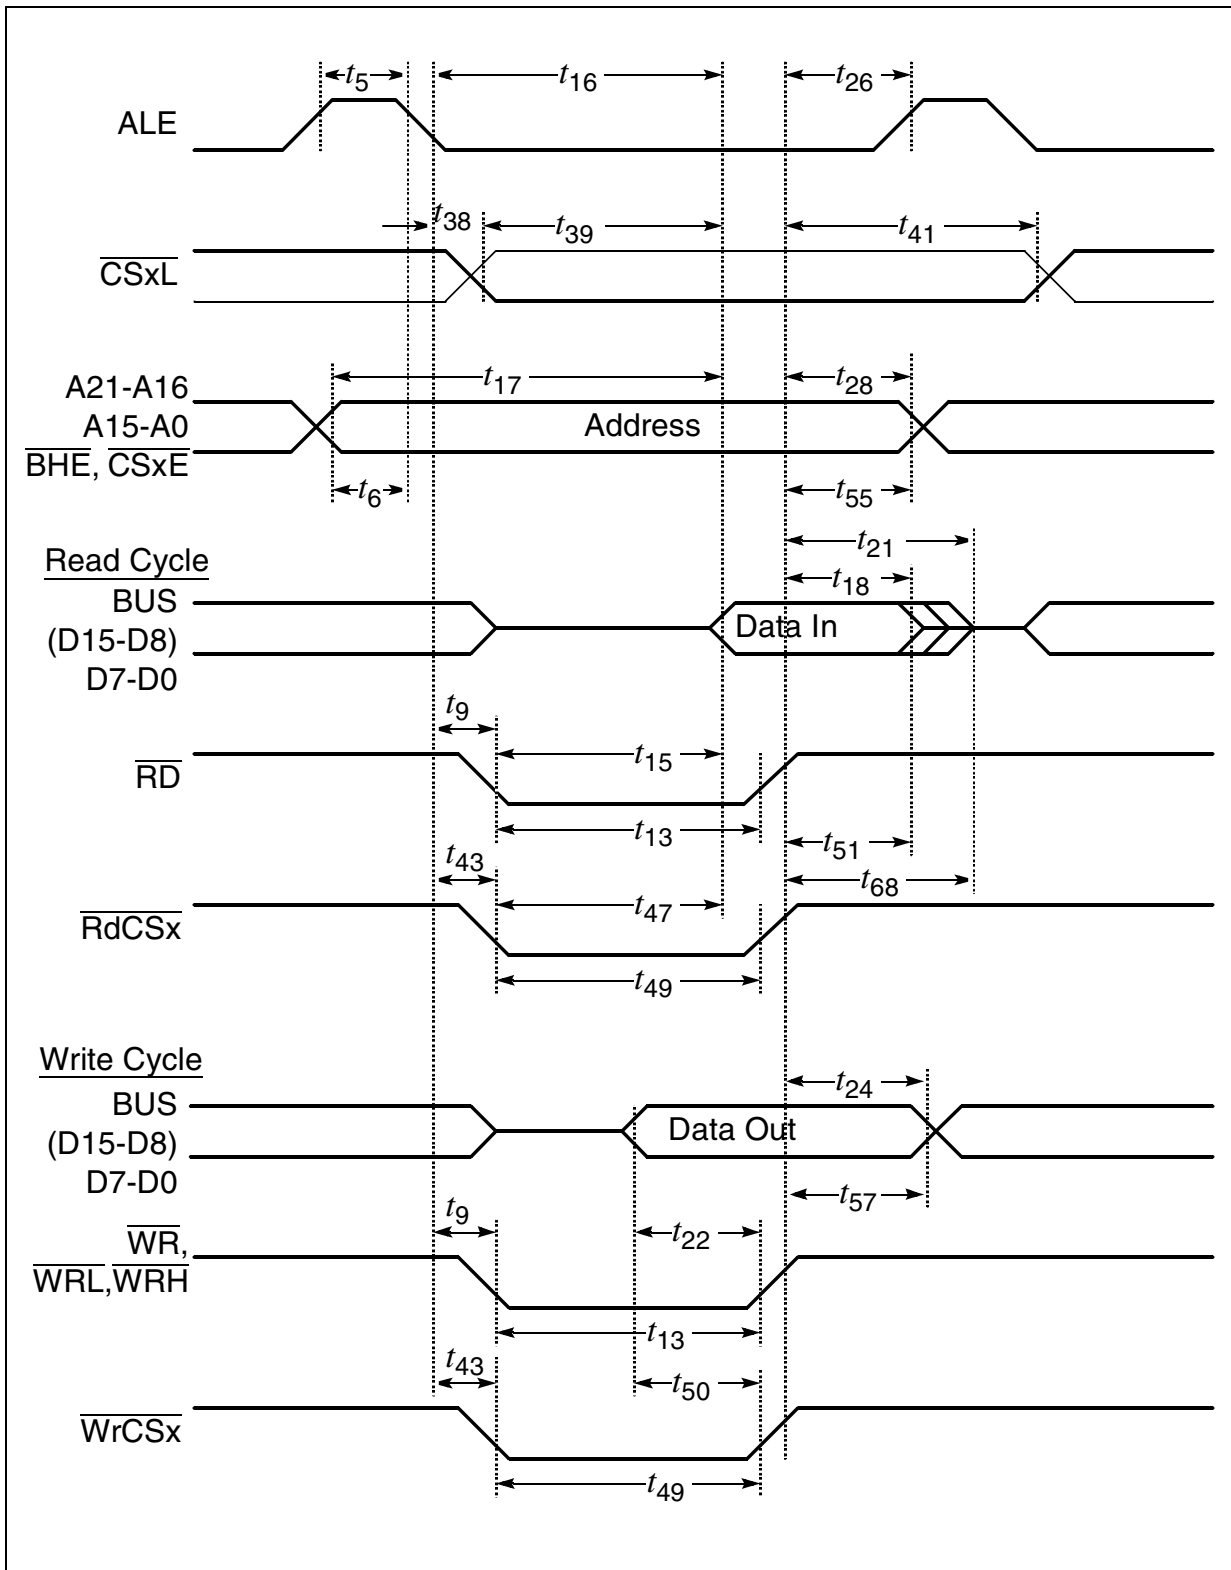 t5
t16
t26
ALE
t38
t39
t41
CSxL
A21-A16
t17
t28
A15-A0
Address
BHE, CSxE
t6
t55
t21
Read Cycle
t18
BUS
Data In
(D15-D8)
D7-D0
t9
t15
RD
t13
t51
t43
t68
t47
RdCSx
t49
Write Cycle
t24
BUS
Data Out
(D15-D8)
D7-D0
t57
t9
t22
WR,
WRL,WRH
t13
t43
t50
WrCSx
t49